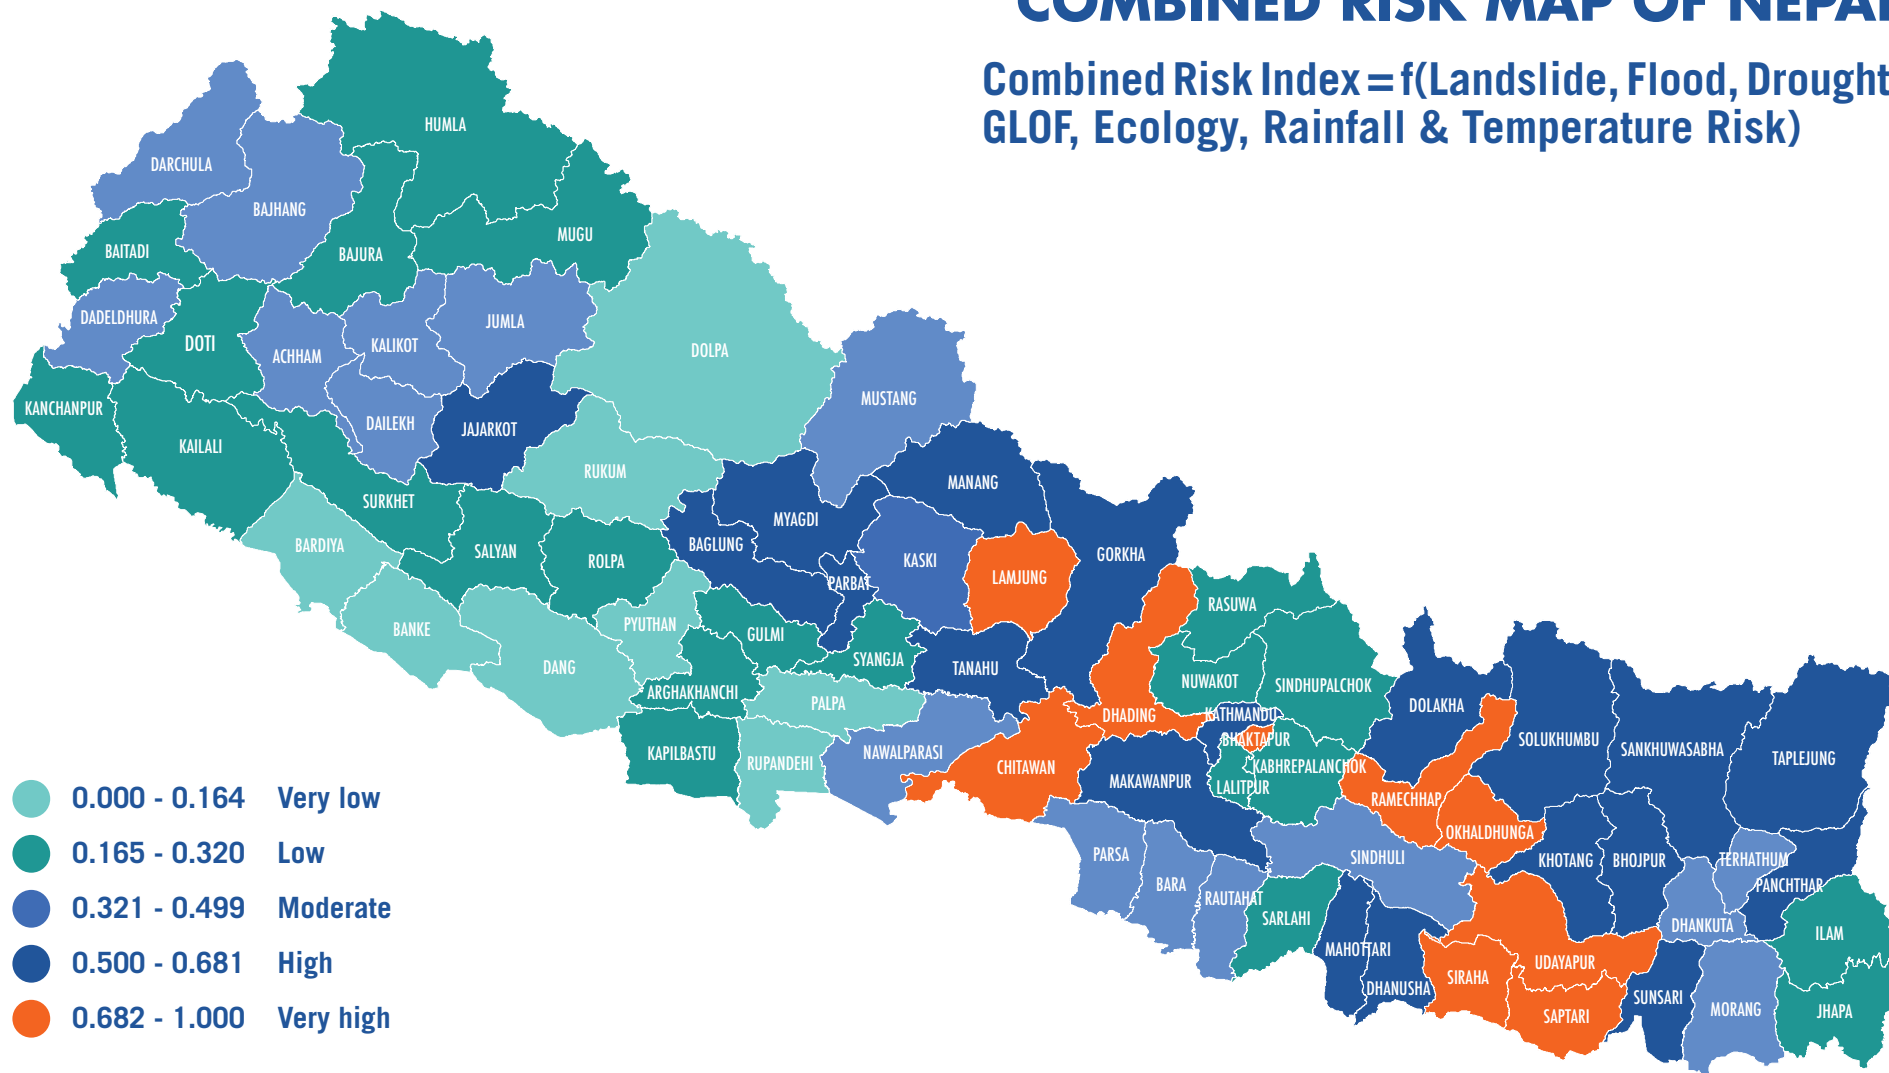 COMBINED RISK MAP OF NEPAL
Combined Risk Index = f(Landslide, Flood, Drought
GLOF, Ecology, Rainfall & Temperature Risk)
HUMLA
DARCHULA
BAJHANG
MUGU
BAITADI
BAJURA
DADELDHURA
JUMLA
DOTI
KALIKOT
ACHHAM
DOLPA
MUSTANG
KANCHANPUR
DAILEKH
JAJARKOT
KAILALI
RUKUM
MANANG
SURKHET
MYAGDI
BARDIYA
BAGLUNG
SALYAN
GORKHA
ROLPA
KASKI
LAMJUNG
PARBAT
RASUWA
PYUTHAN
BANKE
GULMI
SYANGJA
DANG
TANAHU
NUWAKOT
SINDHUPALCHOK
ARGHAKHANCHI
PALPA
DOLAKHA
KATHMANDU
DHADING
BHAKTAPUR
SOLUKHUMBU
SANKHUWASABHA
KAPILBASTU
NAWALPARASI
TAPLEJUNG
RUPANDEHI
CHITAWAN
KABHREPALANCHOK
MAKAWANPUR
LALITPUR
RAMECHHAP
OKHALDHUNGA
PARSA
SINDHULI
KHOTANG
BHOJPUR
TERHATHUM
BARA
PANCHTHAR
RAUTAHAT
SARLAHI
DHANKUTA
ILAM
MAHOTTARI
UDAYAPUR
SIRAHA
DHANUSHA
SUNSARI
MORANG
JHAPA
SAPTARI
0.000 - 0.164 Very low
0.165 - 0.320 Low
0.321 - 0.499 Moderate
0.500 - 0.681 High
0.682 - 1.000 Very high